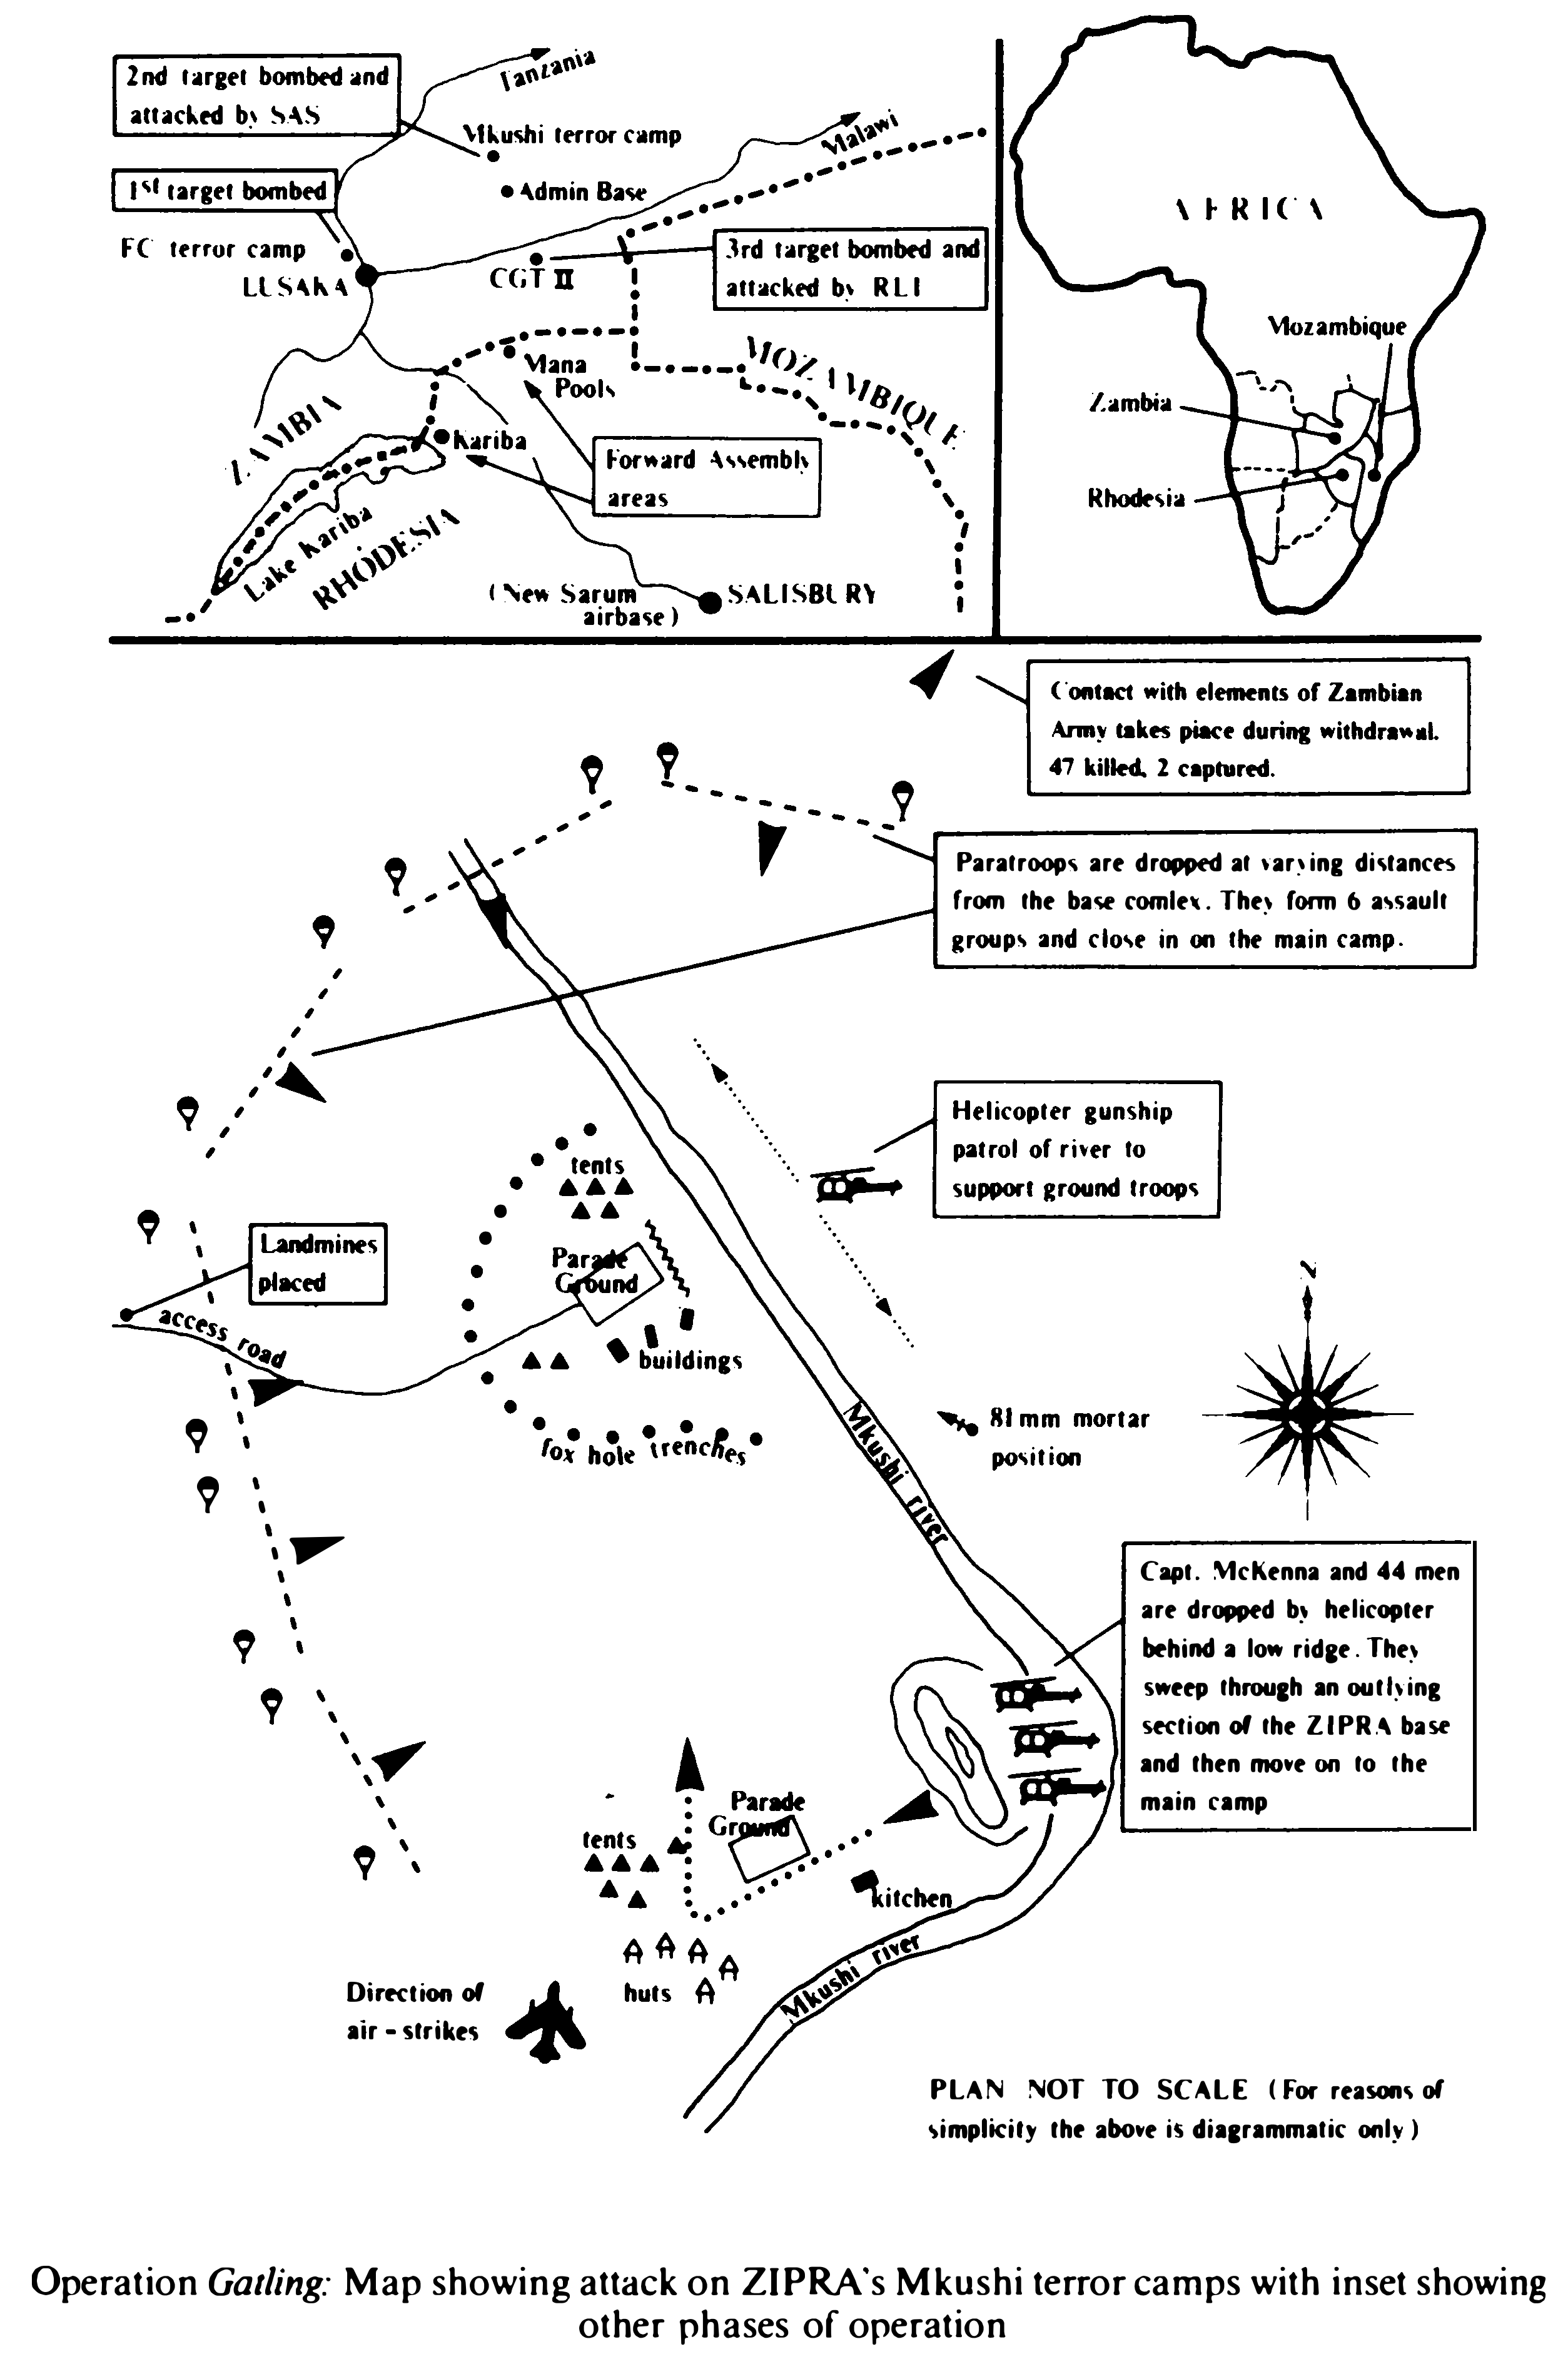 2nd target bombed and
attacked by SAS
Tanzania
Mkushi terror camp
Malawi
1st target bombed
Admin Base
FC terror camp
LUSAKA
CGT II
3rd target bombed and
attacked by RLI
Mana
Pools
MOZAMBIQUE
ZAMBIA
Kariba
Forward Assembly
areas
Lake Kariba
RHODESIA
(New Sarum
airbase)
SALISBURY
AFRICA
Mozambique
Zambia
Rhodesia
Contact with elements of Zambian
Army takes piace during withdrawal.
47 killed, 2 captured.
Paratroops are dropped at varying distances
from the base comlex. They form 6 assault
groups and close in on the main camp.
Helicopter gunship
patrol of river to
support ground troops
tents
Landmines
placed
Parade
Ground
access road
buildings
fox hole trenches
N
81mm mortar
position
Mkushi river
Capt. McKenna and 44 men
are dropped by helicopter
behind a low ridge. They
sweep through an outlying
section of the ZIPRA base
and then move on to the
main camp
Parade
Ground
tents
kitchen
huts
Mkushi river
Direction of
air - strikes
PLAN NOT TO SCALE (For reasons of
simplicity the above is diagrammatic only)
Operation Gatling: Map showing attack on ZIPRA's Mkushi terror camps with inset showing
other phases of operation